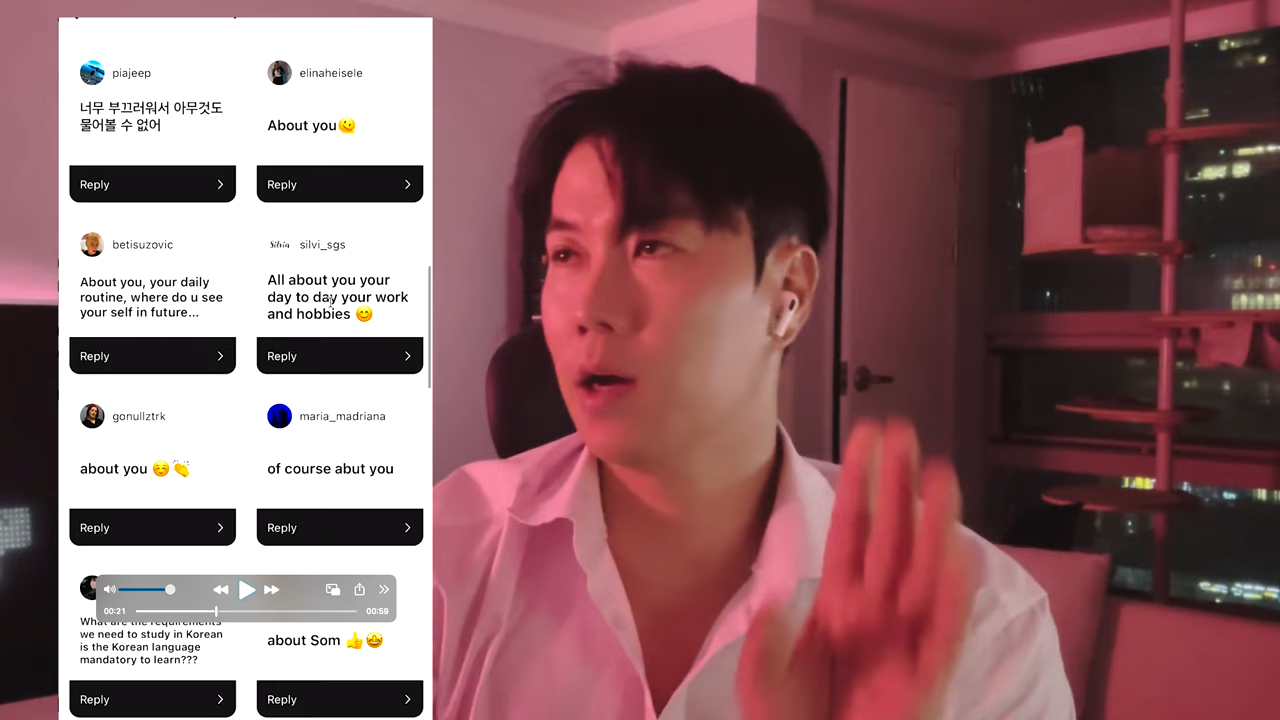 piajeep
너무 부끄러워서 아무것도
물어볼 수 없어
Reply
elinaheisele
About you🫠
Reply
betisuzovic
About you, your daily
routine, where do u see
your self in future...
Reply
Silvia
silvi_sgs
All about you your
day to day your work
and hobbies 😊
Reply
gonullztrk
about you ☺️👏
Reply
maria_madriana
of course abut you
Reply
00:21
00:59
What are the requirements
we need to study in Korean
is the Korean language
mandatory to learn???
Reply
about Som 👍🤩
Reply